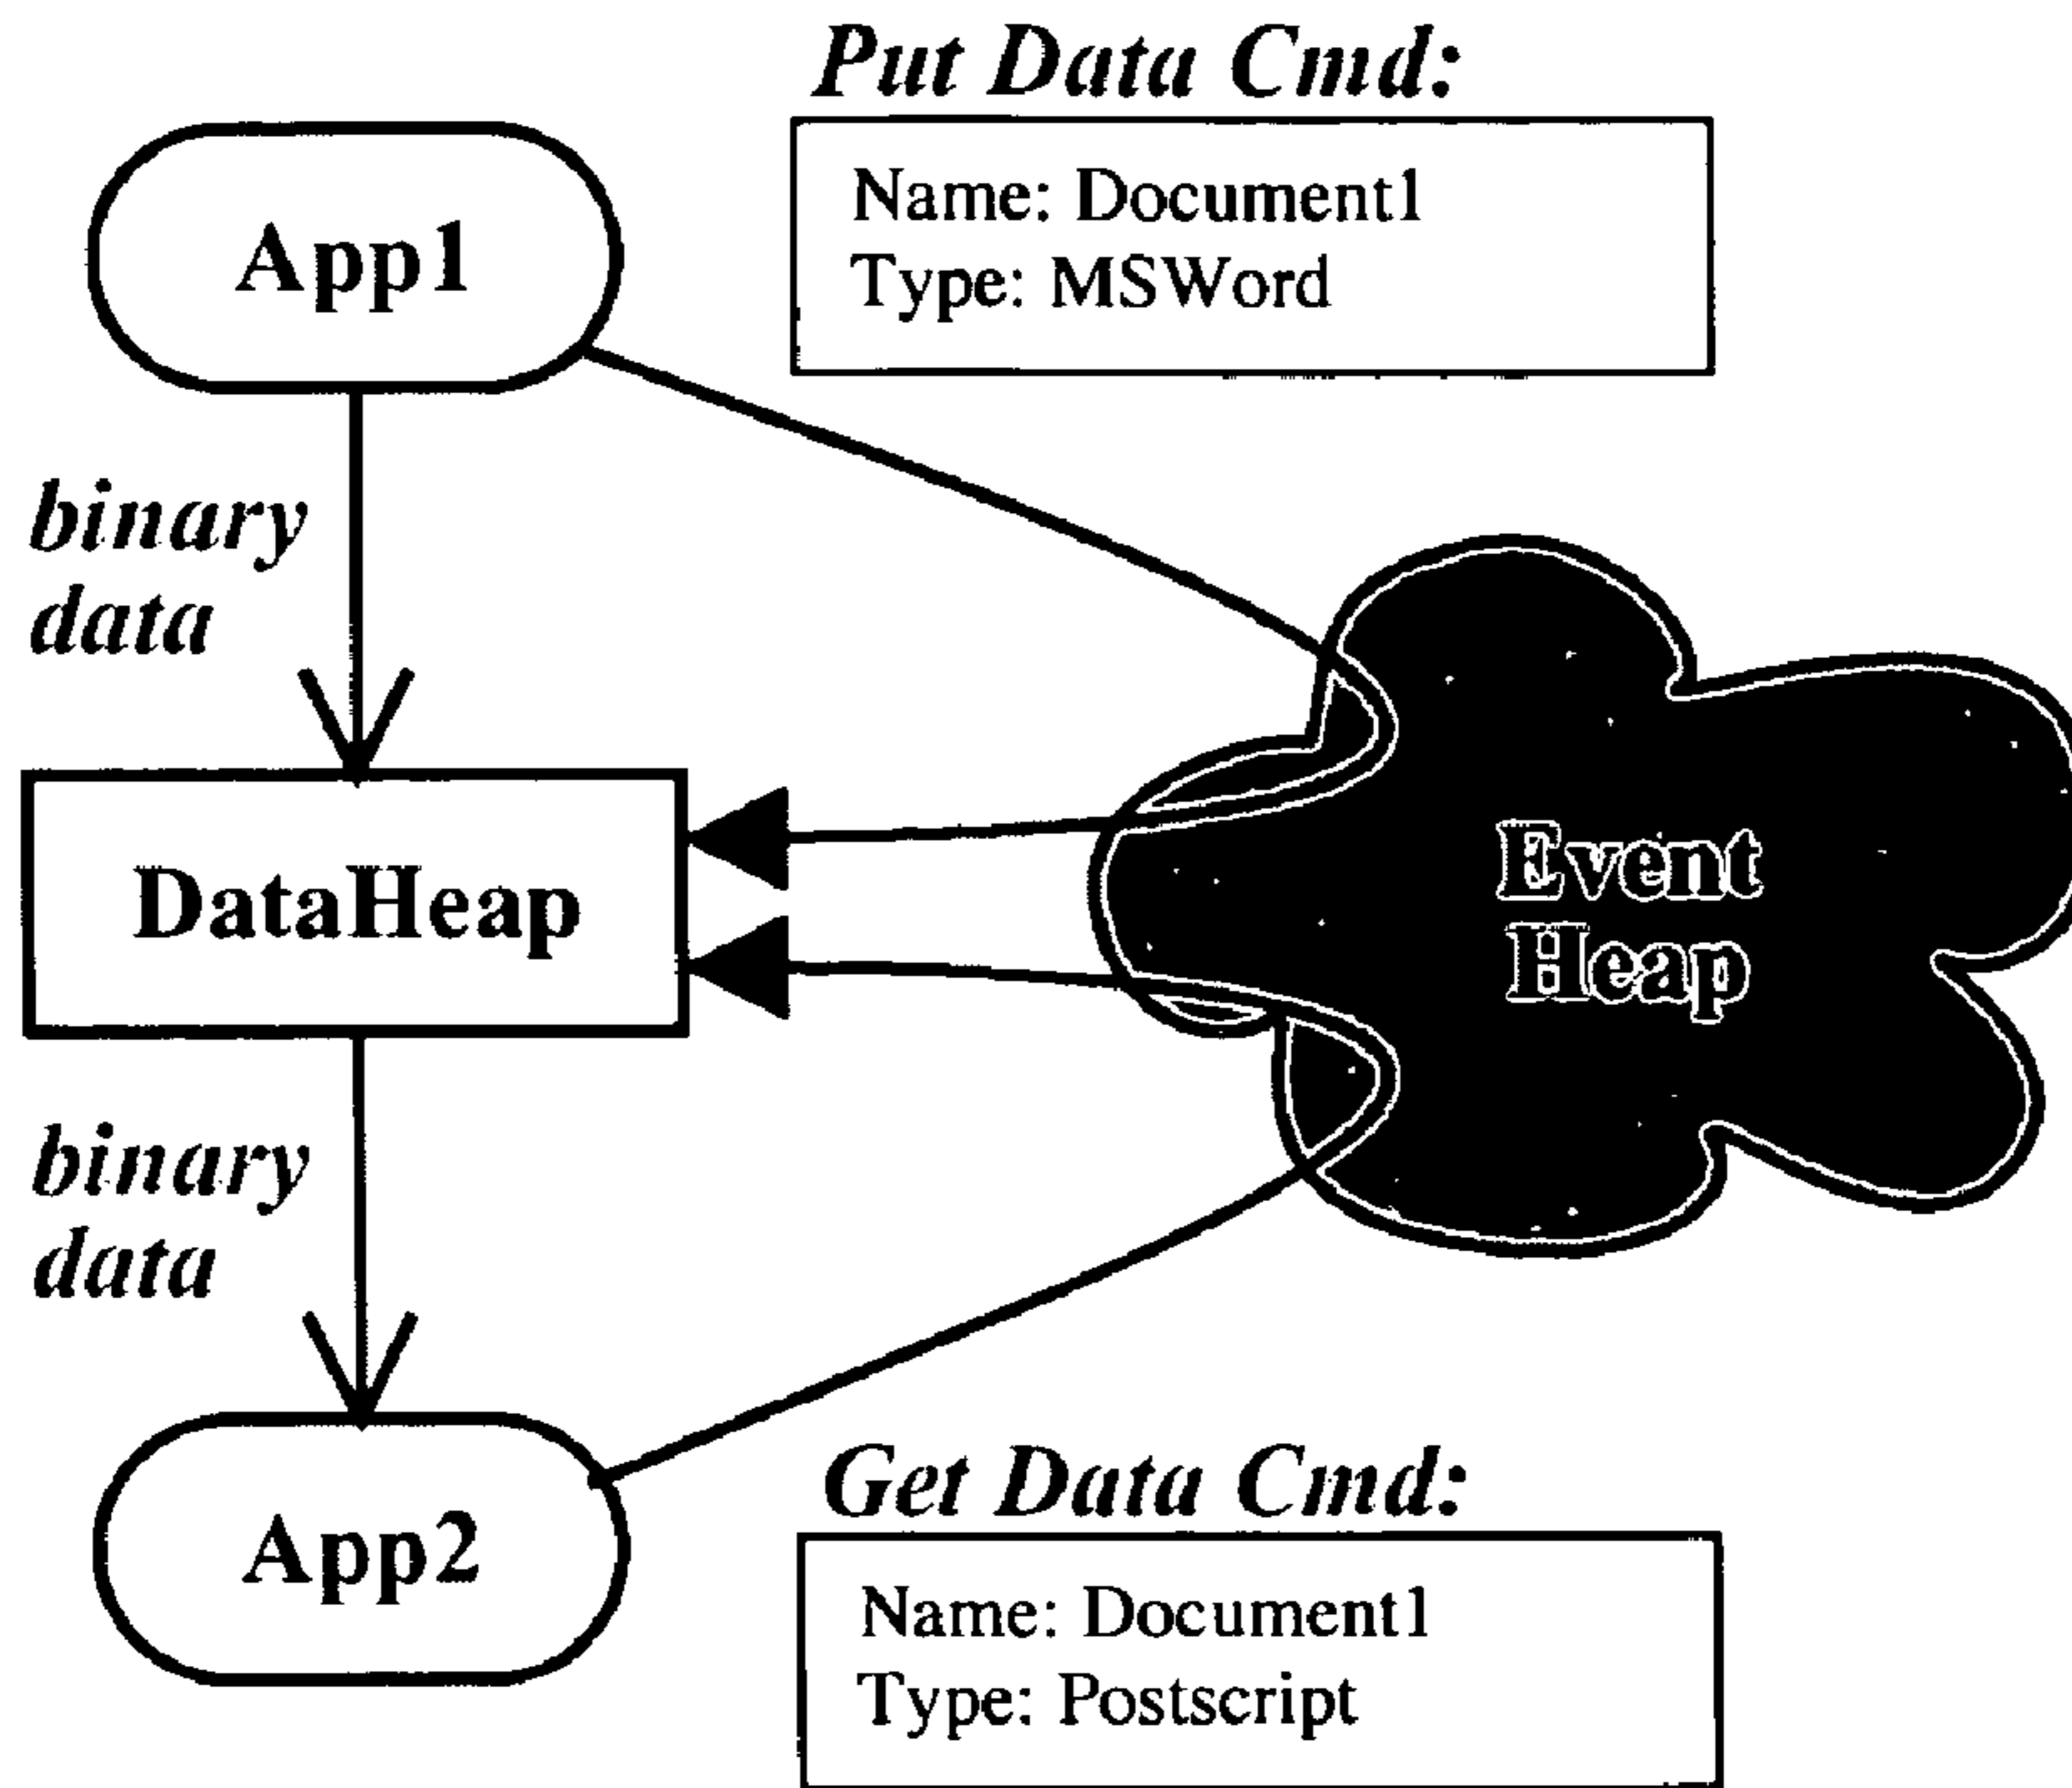 Put Data Cmd:
Name: Document1
Type: MSWord
App1
binary
data
DataHeap
Event
Heap
binary
data
App2
Get Data Cmd:
Name: Document1
Type: Postscript